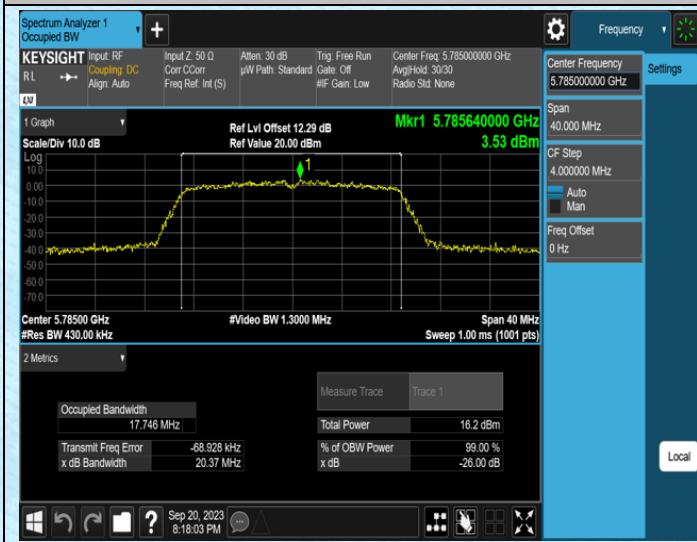 Spectrum Analyzer 1
Occupied BW
Frequency
KEYSIGHT
R L
Input: RF
Coupling: DC
Align: Auto
Input Z: 50 Ω
Corr CCorr
Freq Ref: Int (S)
Atten: 30 dB
µW Path: Standard
Trig: Free Run
Gate: Off
#IF Gain: Low
Center Freq: 5.785000000 GHz
Avg|Hold: 30/30
Radio Std: None
Center Frequency
5.785000000 GHz
Settings
Span
40.000 MHz
CF Step
4.000000 MHz
Auto
Man
Freq Offset
0 Hz
1 Graph
Scale/Div 10.0 dB
Ref Lvl Offset 12.29 dB
Ref Value 20.00 dBm
Mkr1 5.785640000 GHz
3.53 dBm
Log
10.0
0.00
-10.0
-20.0
-30.0
-40.0
-50.0
-60.0
-70.0
1
Center 5.78500 GHz
#Res BW 430.00 kHz
#Video BW 1.3000 MHz
Span 40 MHz
Sweep 1.00 ms (1001 pts)
2 Metrics
Measure Trace
Trace 1
Occupied Bandwidth
17.746 MHz
Total Power
16.2 dBm
Transmit Freq Error
-68.928 kHz
% of OBW Power
99.00 %
x dB Bandwidth
20.37 MHz
x dB
-26.00 dB
Local
?
Sep 20, 2023
8:18:03 PM